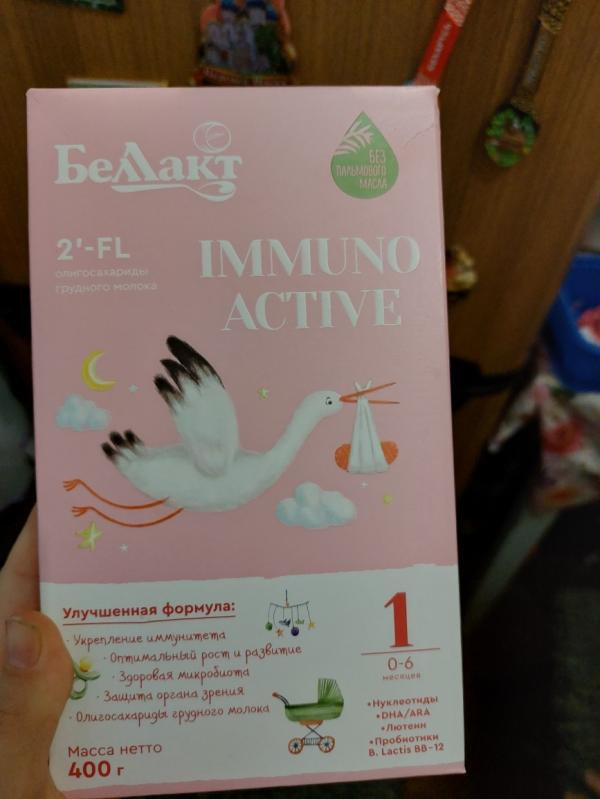 Беллакт
БЕЗ
ПАЛЬМОВОГО
МАСЛА
2'-FL
олигосахариды
грудного молока
IMMUNO
ACTIVE
Улучшенная формула:
· Укрепление иммунитета
· Оптимальный рост и развитие
· Здоровая микробиота
· Защита органа зрения
· Олигосахариды грудного молока
Масса нетто
400 г
1
0-6
месяцев
•Нуклеотиды
•DHA/ARA
•Лютеин
•Пробиотики
B. Lactis BB-12